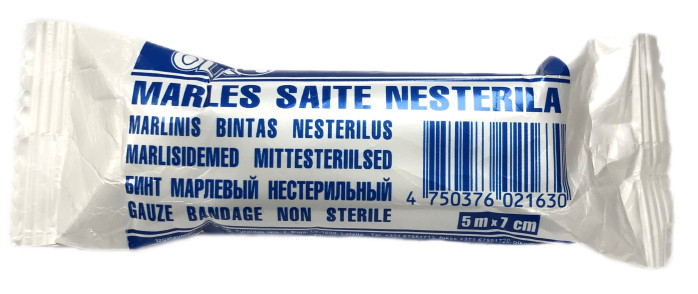 MARLES SAITE NESTERILA
MARLINIS BINTAS NESTERILUS
MARLISIDEMED MITTESTERIILSED
БИНТ МАРЛЕВЫЙ НЕСТЕРИЛЬНЫЙ
GAUZE BANDAGE NON STERILE
4 750376 021630
5 m x 7 cm